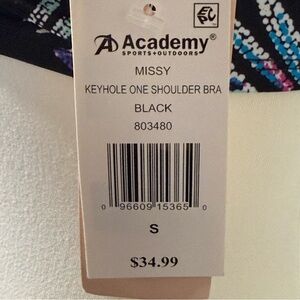 Academy®
SPORTS+OUTDOORS
MISSY
KEYHOLE ONE SHOULDER BRA
BLACK
803480
0 96609 15365 0
S
$34.99